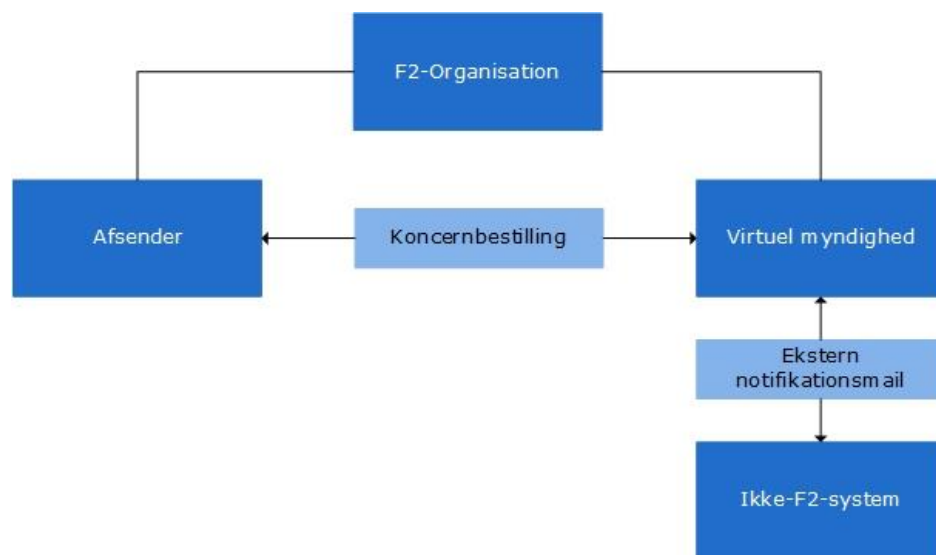 F2-Organisation
Afsender
Koncernbestilling
Virtuel myndighed
Ekstern
notifikationsmail
Ikke-F2-system